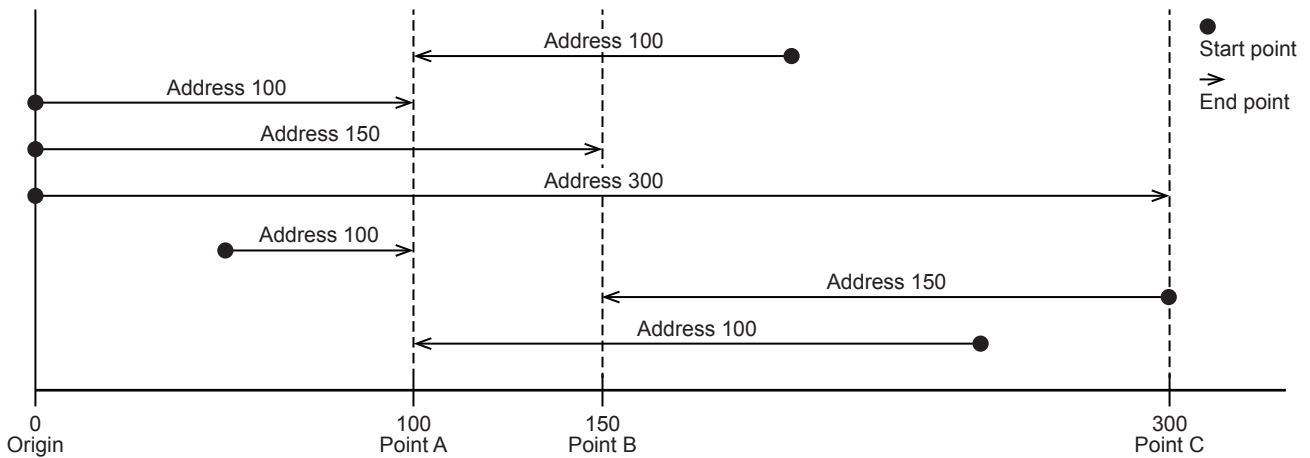 Address 100
Start point
End point
Address 100
Address 150
Address 300
Address 100
Address 150
Address 100
0
Origin
100
Point A
150
Point B
300
Point C